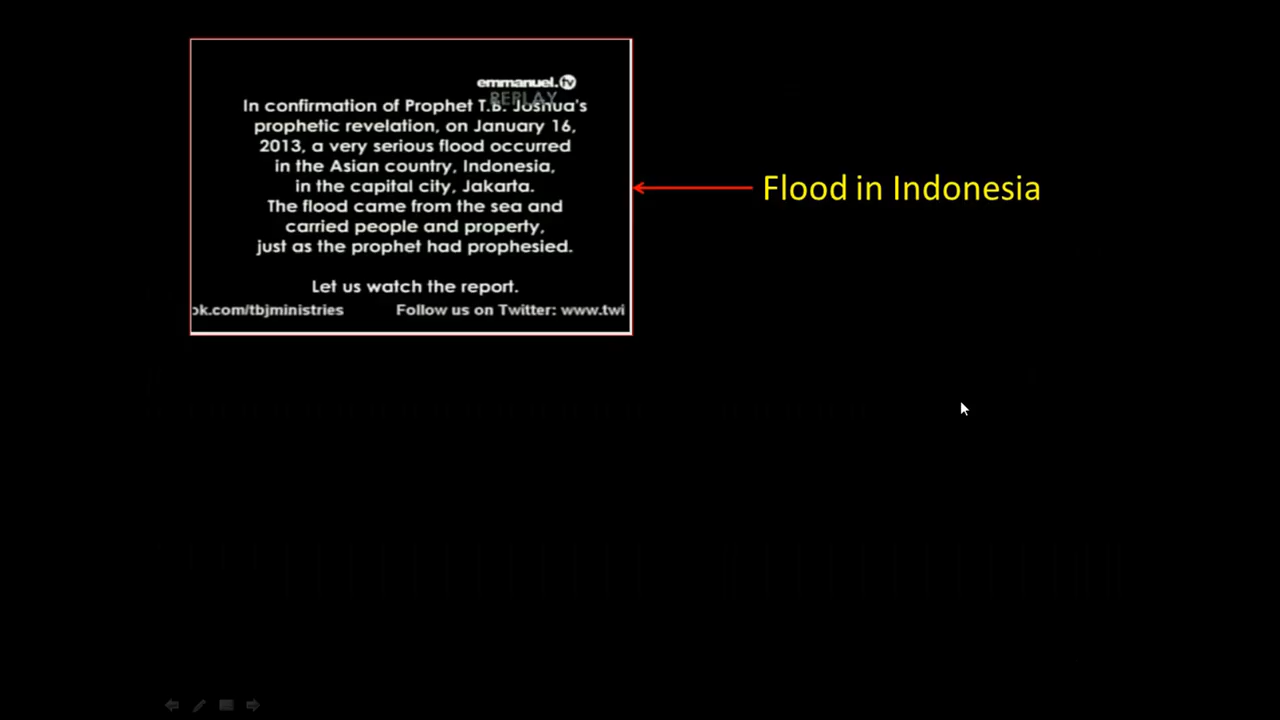 emmanuel.tv
REPLAY
In confirmation of Prophet T.B. Joshua's
prophetic revelation, on January 16,
2013, a very serious flood occurred
in the Asian country, Indonesia,
in the capital city, Jakarta.
The flood came from the sea and
carried people and property,
just as the prophet had prophesied.
Let us watch the report.
ok.com/tbjministries Follow us on Twitter: www.twi
Flood in Indonesia